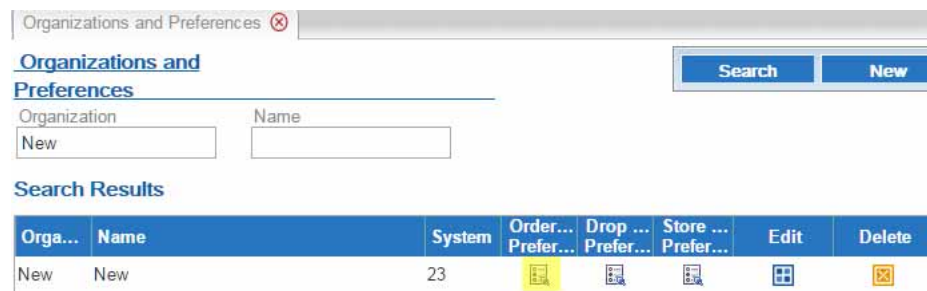 Organizations and Preferences
Organizations and
Preferences
Search New
Organization Name
New
Search Results
Orga... Name System Order... Prefer... Drop ... Prefer... Store ... Prefer... Edit Delete
New New 23